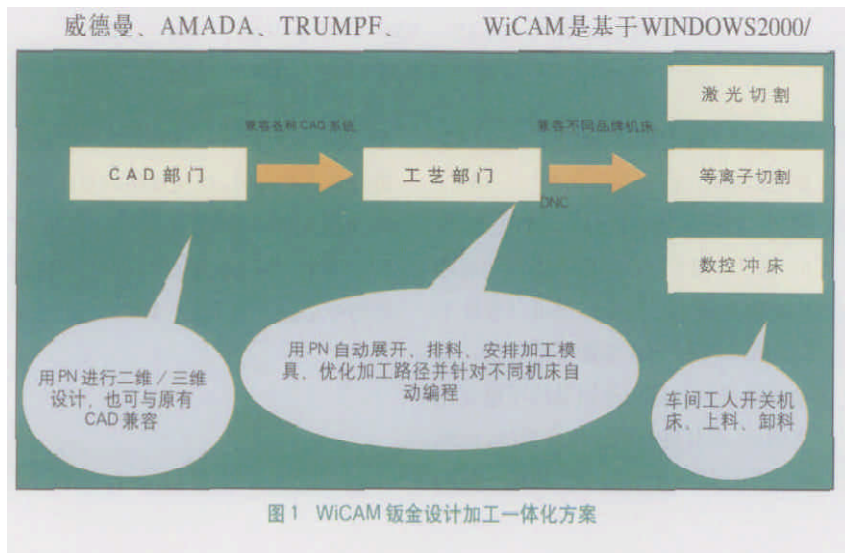 威德曼、AMADA、TRUMPF、
WiCAM是基于WINDOWS2000/
激光切割
兼容各种CAD系统
兼容不同品牌机床
CAD部门
工艺部门
等离子切割
DNC
数控冲床
用PN自动展开、排料、安排加工模
具、优化加工路径并针对不同机床自
动编程
用PN进行二维/三维
设计,也可与原有
CAD兼容
车间工人开关机
床、上料、卸料
图1 WiCAM钣金设计加工一体化方案